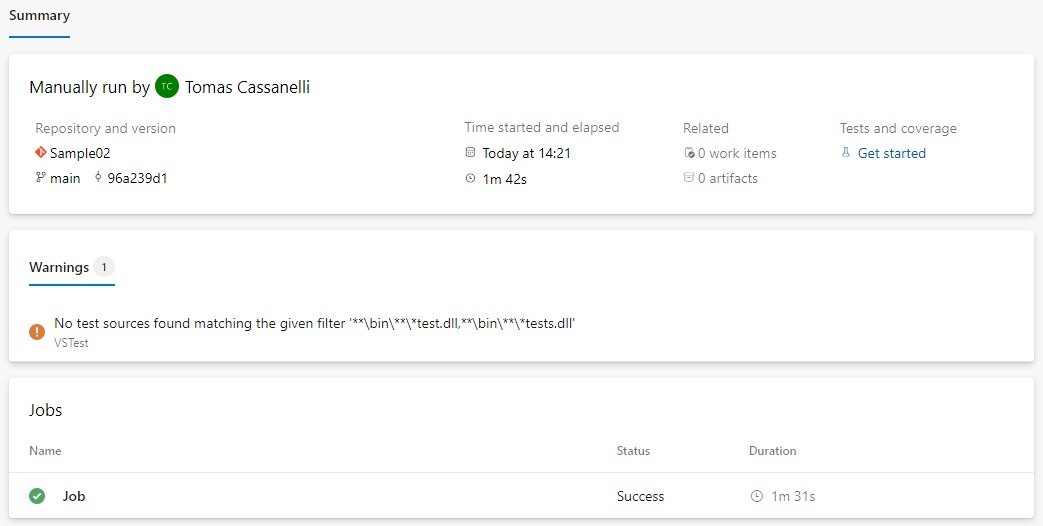 Summary
Manually run by TC Tomas Cassanelli
Repository and version
Sample02
main 96a239d1
Time started and elapsed
Today at 14:21
1m 42s
Related
0 work items
0 artifacts
Tests and coverage
Get started
Warnings 1
No test sources found matching the given filter '**\bin\**\*test.dll,**\bin\**\*tests.dll'
VSTest
Jobs
Name Status Duration
Job Success 1m 31s